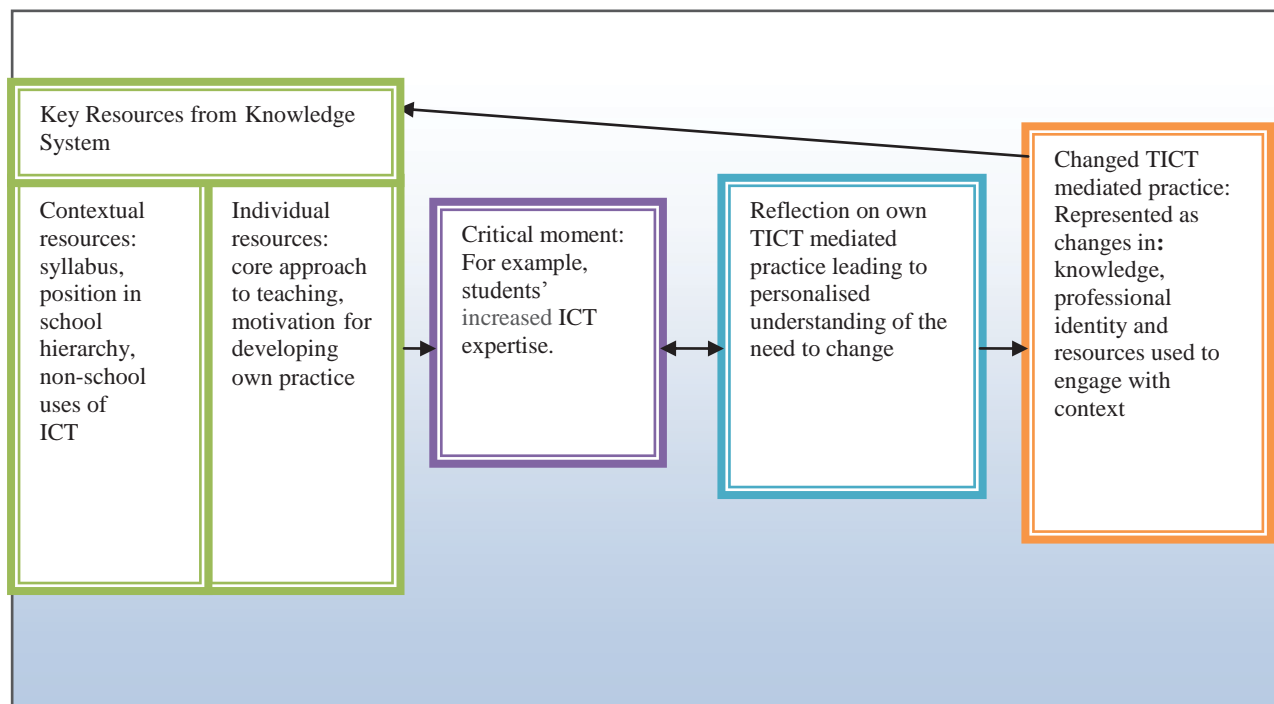 Key Resources from Knowledge
System
Contextual
resources:
syllabus,
position in
school
hierarchy,
non-school
uses of
ICT
Individual
resources:
core approach
to teaching,
motivation for
developing
own practice
Critical moment:
For example,
students’
increased ICT
expertise.
Reflection on own
TICT mediated
practice leading to
personalised
understanding of the
need to change
Changed TICT
mediated practice:
Represented as
changes in:
knowledge,
professional
identity and
resources used to
engage with
context